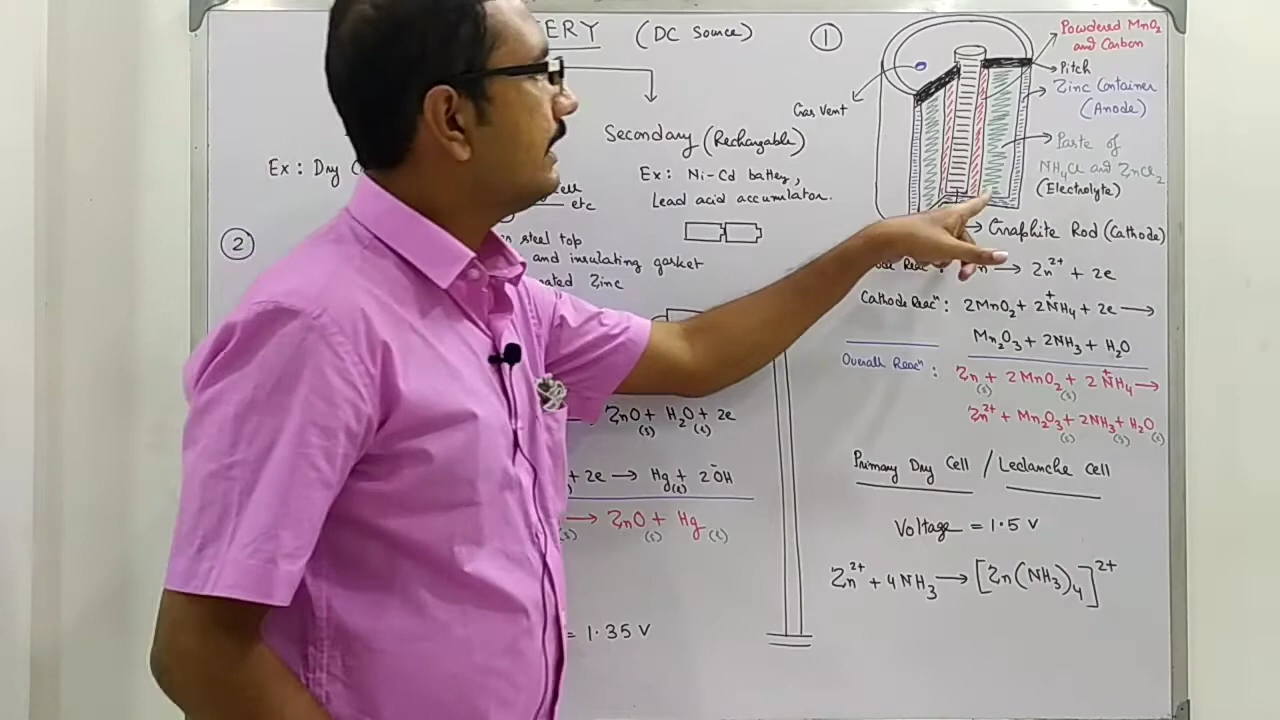 ERY (DC Source)
Secondary (Rechargable)
Ex: Dry
Ex: Ni-Cd battery,
Lead acid accumulator.
etc
②
steel top
and insulating gasket
Zinc
ZnO + H₂O + 2e
(s) (l)
+ 2e → Hg + 2OH⁻
(l)
→ ZnO + Hg
(s) (s) (l)
= 1.35 V
①
Powdered MnO₂
and Carbon
Pitch
Zinc Container
(Anode)
Gas Vent
Paste of
NH₄Cl and ZnCl₂
(Electrolyte)
Graphite Rod (Cathode)
→ Zn²⁺ + 2e
Cathode Reacⁿ: 2MnO₂ + 2NH₄⁺ + 2e →
Mn₂O₃ + 2NH₃ + H₂O
Overall Reacⁿ: Zn + 2MnO₂ + 2NH₄⁺ →
(s) (s)
Zn²⁺ + Mn₂O₃ + 2NH₃ + H₂O
(s) (g) (l)
Primary Dry Cell / Leclanche Cell
Voltage = 1.5 V
Zn²⁺ + 4NH₃ → [Zn(NH₃)₄]²⁺